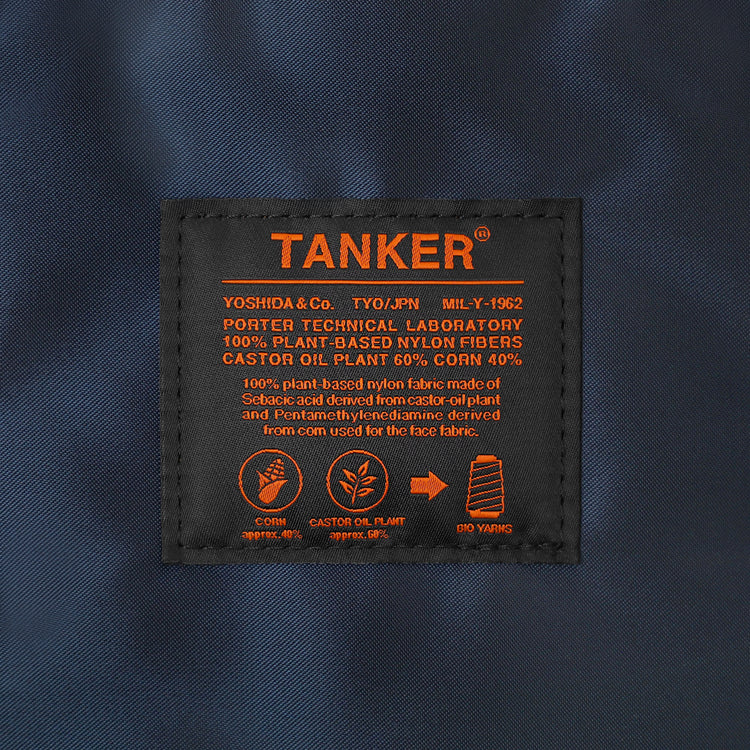 TANKER®
YOSHIDA & Co. TYO/JPN MIL-Y-1962
PORTER TECHNICAL LABORATORY
100% PLANT-BASED NYLON FIBERS
CASTOR OIL PLANT 60% CORN 40%
100% plant-based nylon fabric made of
Sebacic acid derived from castor-oil plant
and Pentamethylenediamine derived
from corn used for the face fabric.
CORN CASTOR OIL PLANT BIO YARNS
approx.40% approx.60%